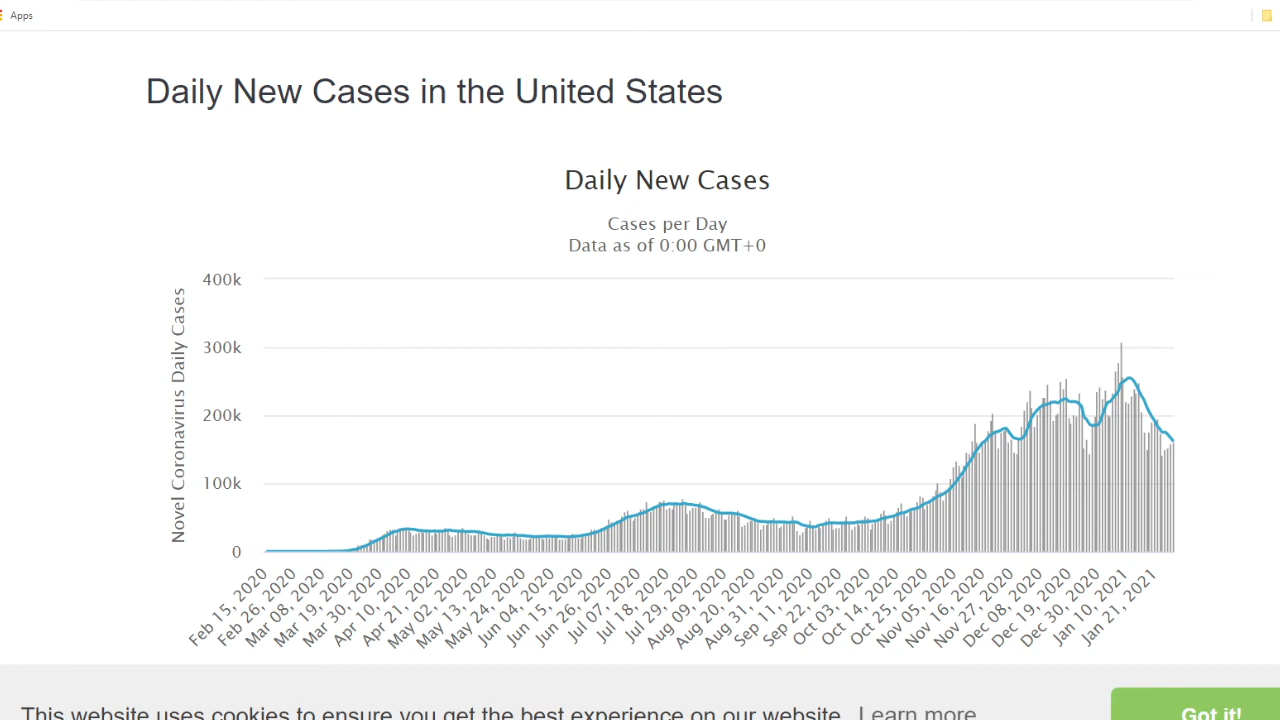 Apps
Daily New Cases in the United States
Daily New Cases
Cases per Day
Data as of 0:00 GMT+0
Novel Coronavirus Daily Cases
400k
300k
200k
100k
0
Feb 15, 2020
Feb 26, 2020
Mar 08, 2020
Mar 19, 2020
Mar 30, 2020
Apr 10, 2020
Apr 21, 2020
May 02, 2020
May 13, 2020
May 24, 2020
Jun 04, 2020
Jun 15, 2020
Jun 26, 2020
Jul 07, 2020
Jul 18, 2020
Jul 29, 2020
Aug 09, 2020
Aug 20, 2020
Aug 31, 2020
Sep 11, 2020
Sep 22, 2020
Oct 03, 2020
Oct 14, 2020
Oct 25, 2020
Nov 05, 2020
Nov 16, 2020
Nov 27, 2020
Dec 08, 2020
Dec 19, 2020
Dec 30, 2020
Jan 10, 2021
Jan 21, 2021
This website uses cookies to ensure you get the best experience on our website. Learn more
Got it!